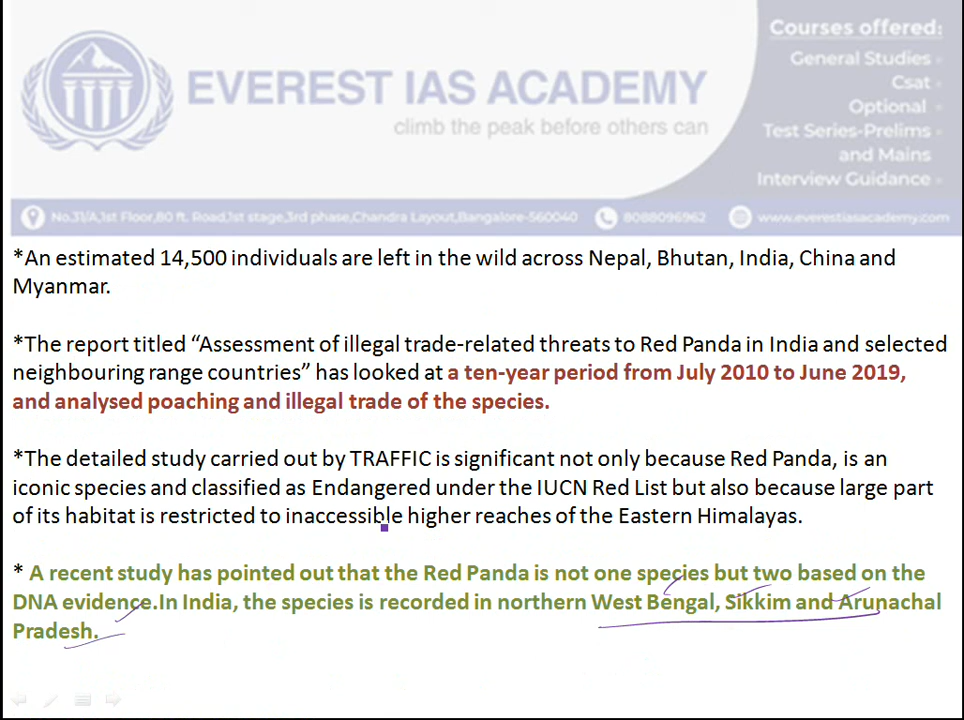 Courses offered:
General Studies
Csat
EVEREST IAS ACADEMY
Optional
climb the peak before others can
Test Series-Prelims
and Mains
Interview Guidance
No.31/A,1st Floor,80 ft. Road,1st stage,3rd phase,Chandra Layout,Bangalore-560040 8088096962 www.everestiasacademy.com
*An estimated 14,500 individuals are left in the wild across Nepal, Bhutan, India, China and
Myanmar.
*The report titled “Assessment of illegal trade-related threats to Red Panda in India and selected
neighbouring range countries” has looked at a ten-year period from July 2010 to June 2019,
and analysed poaching and illegal trade of the species.
*The detailed study carried out by TRAFFIC is significant not only because Red Panda, is an
iconic species and classified as Endangered under the IUCN Red List but also because large part
of its habitat is restricted to inaccessible higher reaches of the Eastern Himalayas.
* A recent study has pointed out that the Red Panda is not one species but two based on the
DNA evidence.In India, the species is recorded in northern West Bengal, Sikkim and Arunachal
Pradesh.